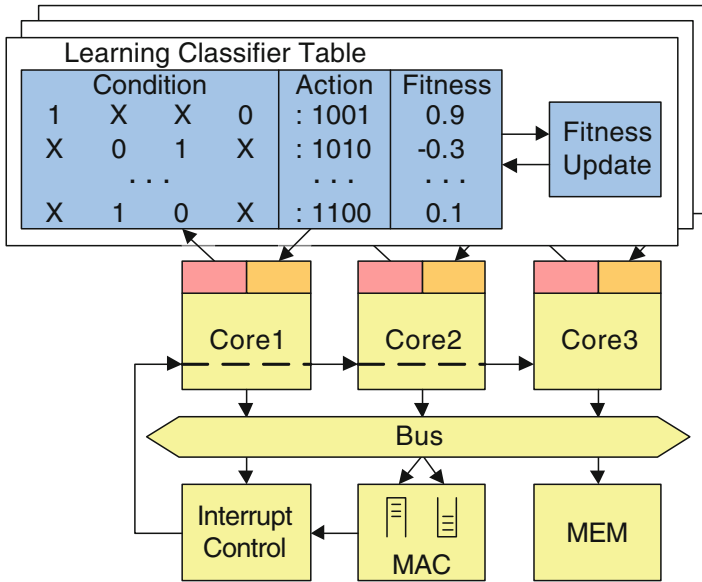 Learning Classifier Table
Condition Action Fitness
1 X X 0 : 1001 0.9
X 0 1 X : 1010 -0.3
. . . . . . . . .
X 1 0 X : 1100 0.1
Fitness
Update
Core1 Core2 Core3
Bus
Interrupt
Control
MAC
MEM